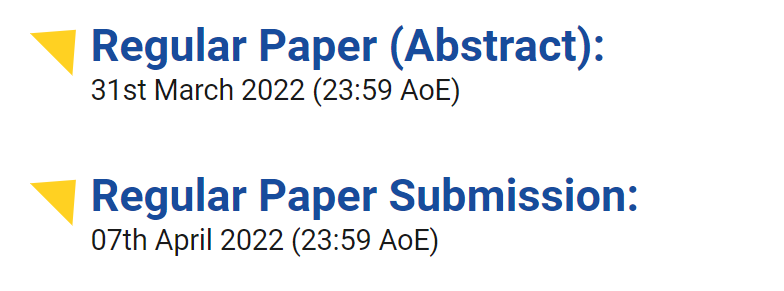 Regular Paper (Abstract):
31st March 2022 (23:59 AoE)
Regular Paper Submission:
07th April 2022 (23:59 AoE)